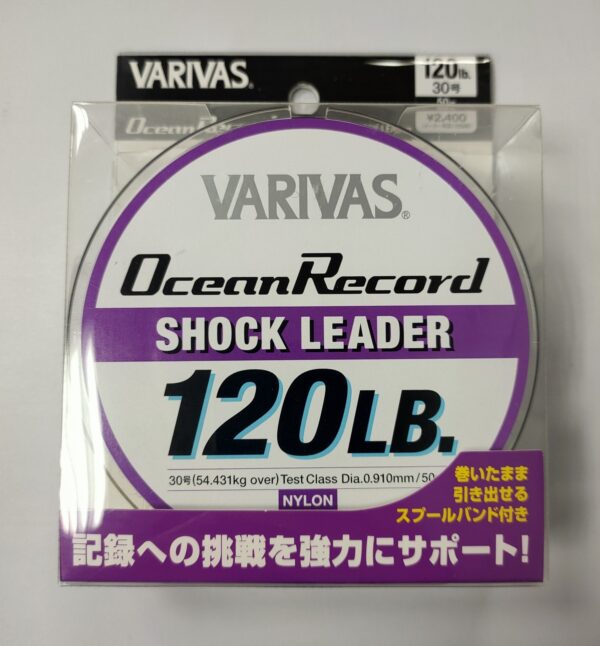 VARIVAS®
120lb.
30号
¥2,400
OceanRecord
VARIVAS®
OceanRecord
SHOCK LEADER
120LB.
30号(54.431kg over) Test Class Dia.0.910mm/50
NYLON
巻いたまま
引き出せる
スプールバンド付き
記録への挑戦を強力にサポート!